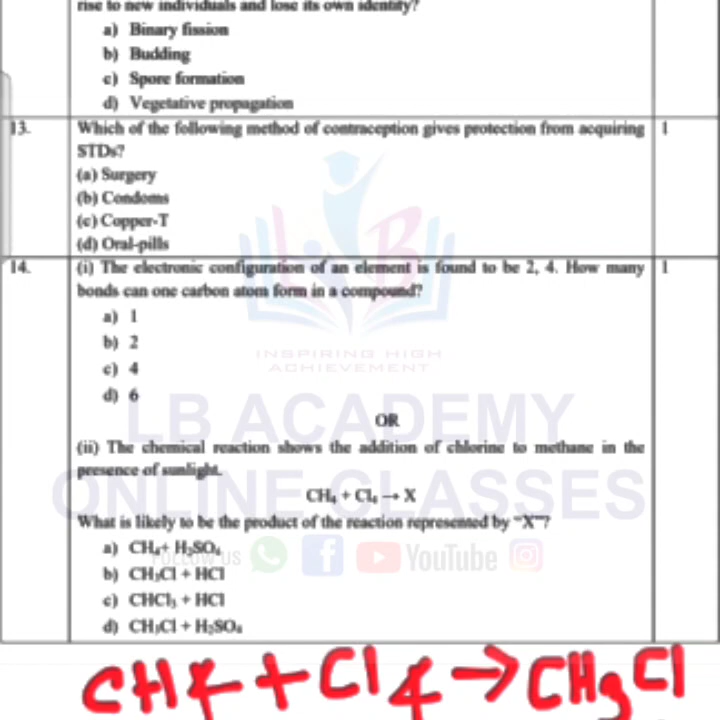 rise to new individuals and lose its own identity?
a) Binary fission
b) Budding
c) Spore formation
d) Vegetative propagation
13. Which of the following method of contraception gives protection from acquiring 1
STDs?
(a) Surgery
(b) Condoms
(c) Copper-T
(d) Oral-pills
14. (i) The electronic configuration of an element is found to be 2, 4. How many 1
bonds can one carbon atom form in a compound?
a) 1
b) 2
INSPIRING HIGH
ACHIEVEMENT
c) 4
d) 6
LB ACADEMY
OR
(ii) The chemical reaction shows the addition of chlorine to methane in the
presence of sunlight.
ONLINE CLASSES
CH₄ + Cl₄ → X
What is likely to be the product of the reaction represented by "X"?
a) CH₄+ H₂SO₄
Follow us YouTube
b) CH₃Cl + HCl
c) CHCl₃ + HCl
d) CH₃Cl + H₂SO₄
CH4+Cl4→CH3Cl